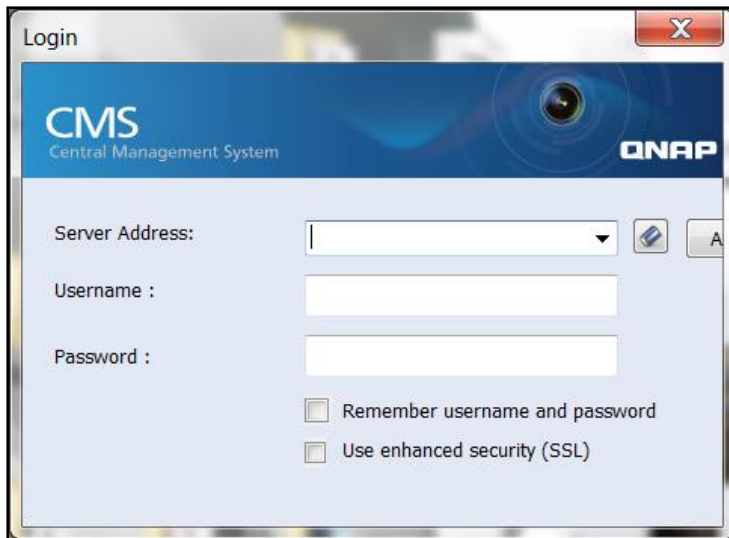 Login
X
CMS
Central Management System
QNAP
Server Address:
A
Username :
Password :
Remember username and password
Use enhanced security (SSL)